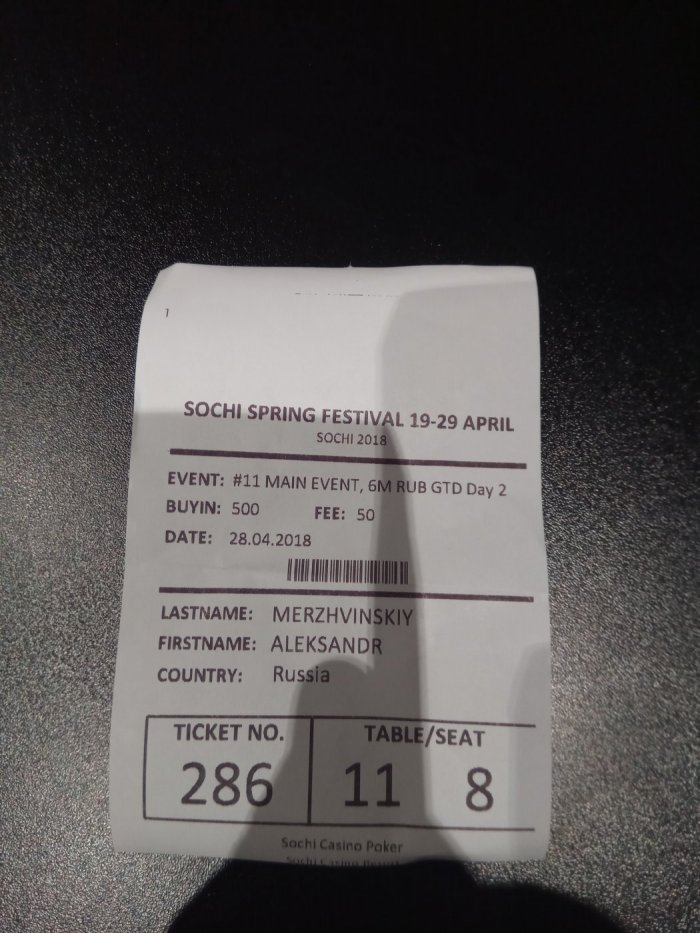 1
SOCHI SPRING FESTIVAL 19-29 APRIL
SOCHI 2018
EVENT: #11 MAIN EVENT, 6M RUB GTD Day 2
BUYIN: 500 FEE: 50
DATE: 28.04.2018
LASTNAME: MERZHVINSKIY
FIRSTNAME: ALEKSANDR
COUNTRY: Russia
TICKET NO. TABLE/SEAT
286 11 8
Sochi Casino Poker
Sochi Casino